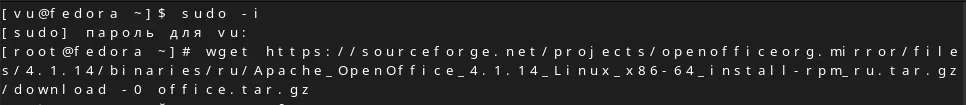 [vu@fedora ~]$ sudo -i
[sudo] пароль для vu:
[root@fedora ~]# wget https://sourceforge.net/projects/openofficeorg.mirror/file
s/4.1.14/binaries/ru/Apache_OpenOffice_4.1.14_Linux_x86-64_install-rpm_ru.tar.gz
/download -O office.tar.gz